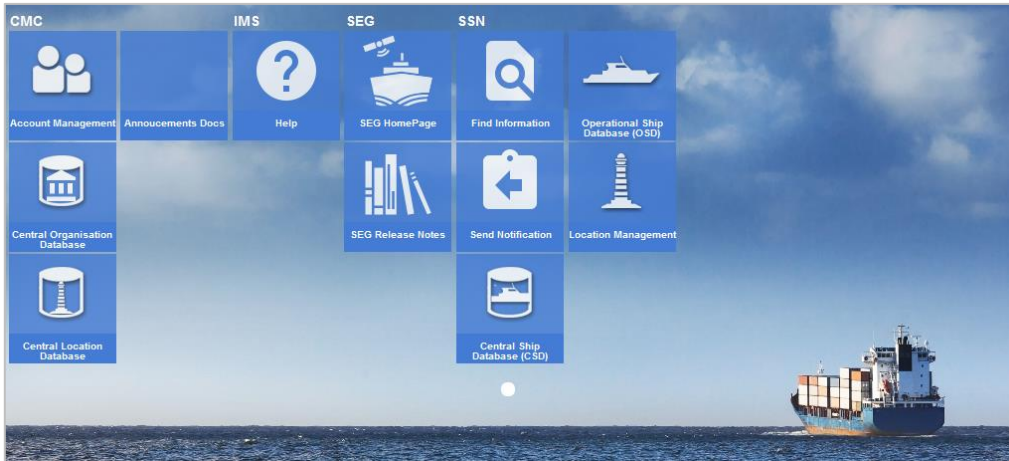 CMC
IMS
SEG
SSN
Account Management
Annoucements Docs
Help
SEG HomePage
Find Information
Operational Ship
Database (OSD)
Central Organisation
Database
SEG Release Notes
Send Notification
Location Management
Central Location
Database
Central Ship
Database (CSD)